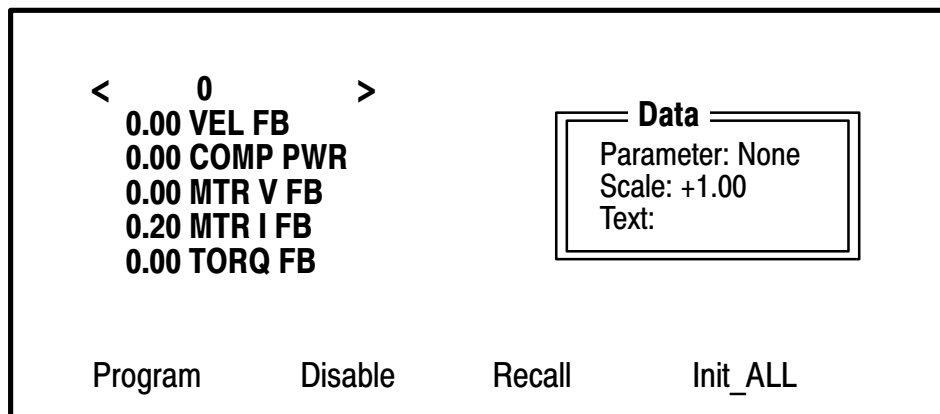 < 0 >
0.00 VEL FB
0.00 COMP PWR
0.00 MTR V FB
0.20 MTR I FB
0.00 TORQ FB
Data
Parameter: None
Scale: +1.00
Text:
Program Disable Recall Init_ALL